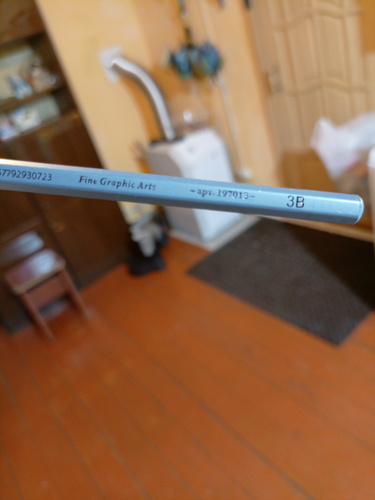 57792930723 Fine Graphic Arts ~арт. 197013~ 3B